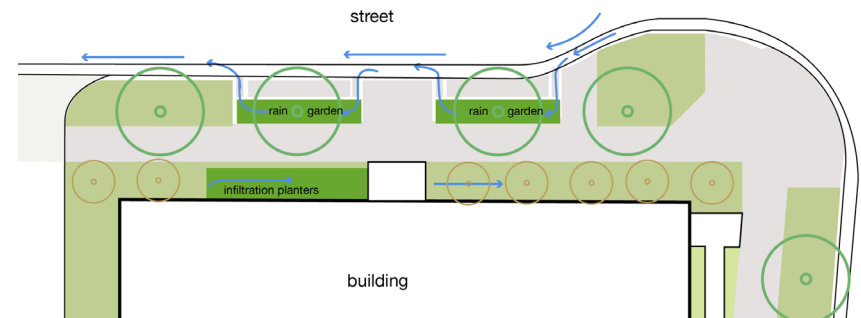 street
rain garden
rain garden
infiltration planters
building